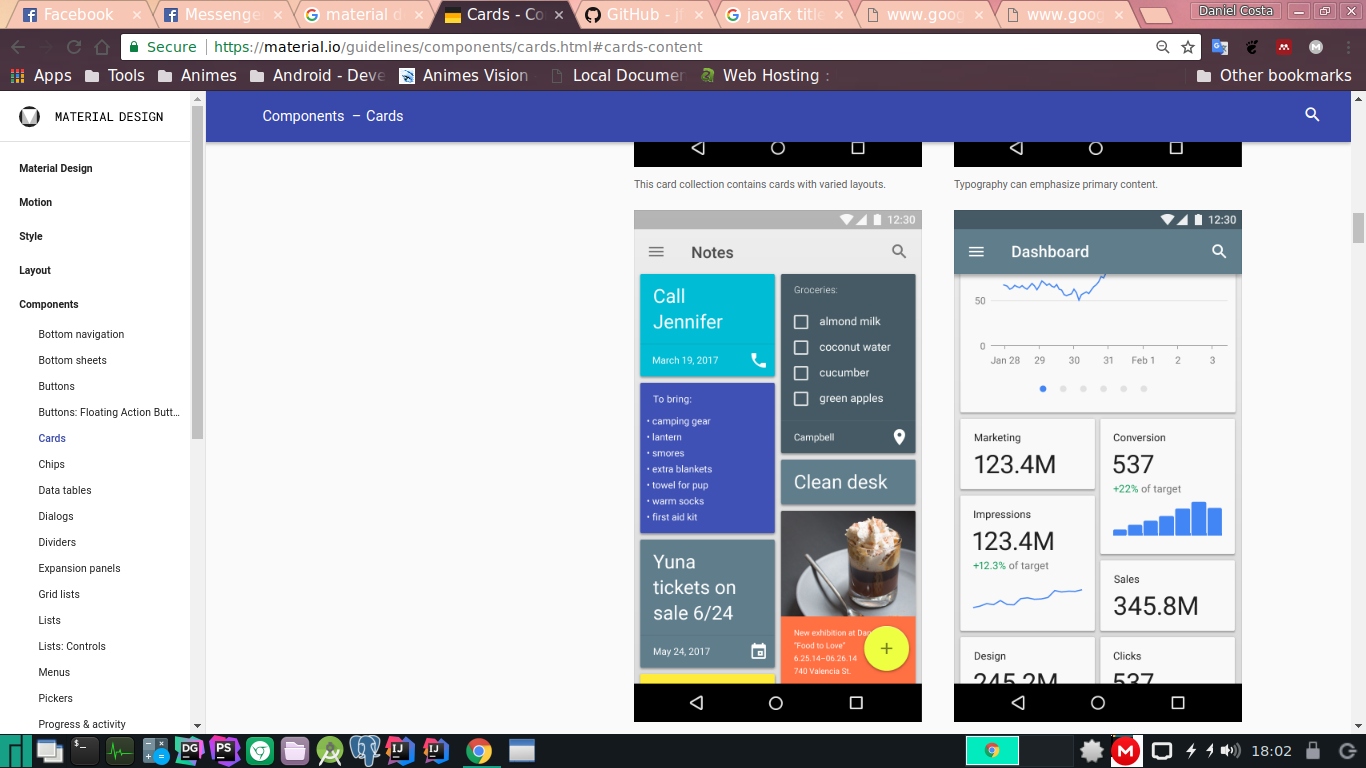 Facebook
Messenge
material d
Cards - Co
GitHub - jf
javafx title
www.goog
www.goog
Daniel Costa
Secure
https://material.io/guidelines/components/cards.html#cards-content
Apps
Tools
Animes
Android - Deve
Animes Vision
Local Documer
Web Hosting :
Other bookmarks
MATERIAL DESIGN
Components – Cards
Material Design
Motion
Style
Layout
Components
Bottom navigation
Bottom sheets
Buttons
Buttons: Floating Action Butt...
Cards
Chips
Data tables
Dialogs
Dividers
Expansion panels
Grid lists
Lists
Lists: Controls
Menus
Pickers
Progress & activity
This card collection contains cards with varied layouts.
Typography can emphasize primary content.
12:30
Notes
Call
Jennifer
March 19, 2017
To bring:
• camping gear
• lantern
• smores
• extra blankets
• towel for pup
• warm socks
• first aid kit
Yuna
tickets on
sale 6/24
May 24, 2017
Groceries:
almond milk
coconut water
cucumber
green apples
Campbell
Clean desk
New exhibition at
"Food to Love"
6.25.14–06.26.14
740 Valencia St.
12:30
Dashboard
50
0
Jan 28 29 30 31 Feb 1 2 3
Marketing
123.4M
Impressions
123.4M
+12.3% of target
Design
245.2M
Conversion
537
+22% of target
Sales
345.8M
Clicks
537
DG
PS
IJ
IJ
M
18:02